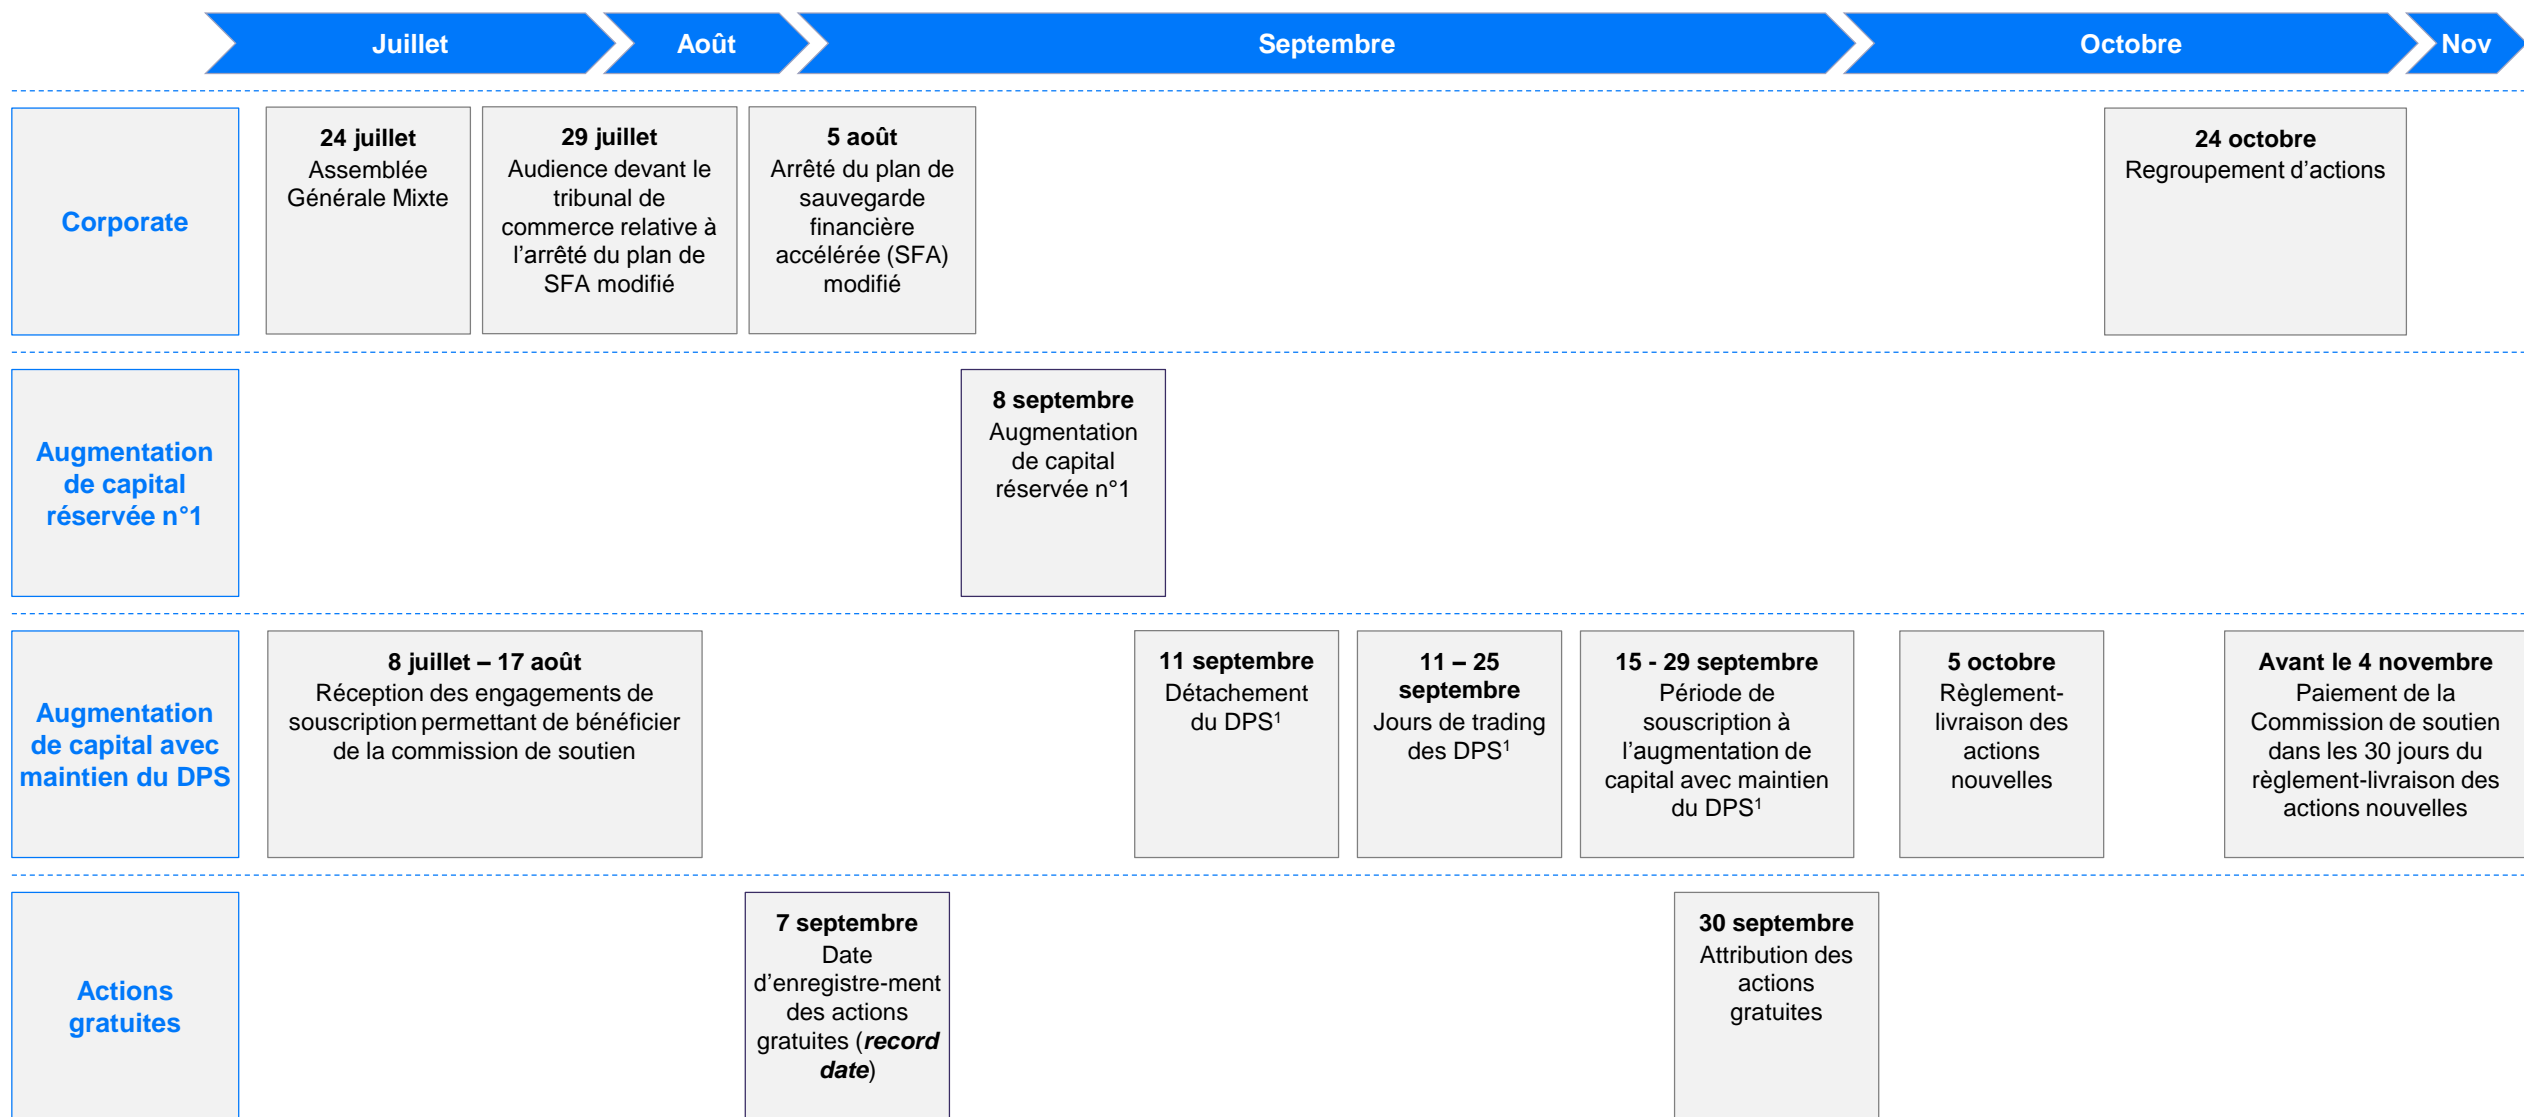 Juillet
Août
Septembre
Octobre
Nov
Corporate
24 juillet
Assemblée
Générale Mixte
29 juillet
Audience devant le
tribunal de
commerce relative à
l'arrêté du plan de
SFA modifié
5 août
Arrêté du plan de
sauvegarde
financière
accélérée (SFA)
modifié
24 octobre
Regroupement d'actions
Augmentation
de capital
réservée n°1
8 septembre
Augmentation
de capital
réservée n°1
Augmentation
de capital avec
maintien du DPS
8 juillet – 17 août
Réception des engagements de
souscription permettant de bénéficier
de la commission de soutien
11 septembre
Détachement
du DPS¹
11 – 25
septembre
Jours de trading
des DPS¹
15 - 29 septembre
Période de
souscription à
l'augmentation de
capital avec maintien
du DPS¹
5 octobre
Règlement-
livraison des
actions
nouvelles
Avant le 4 novembre
Paiement de la
Commission de soutien
dans les 30 jours du
règlement-livraison des
actions nouvelles
Actions
gratuites
7 septembre
Date
d'enregistre-ment
des actions
gratuites (record
date)
30 septembre
Attribution des
actions
gratuites